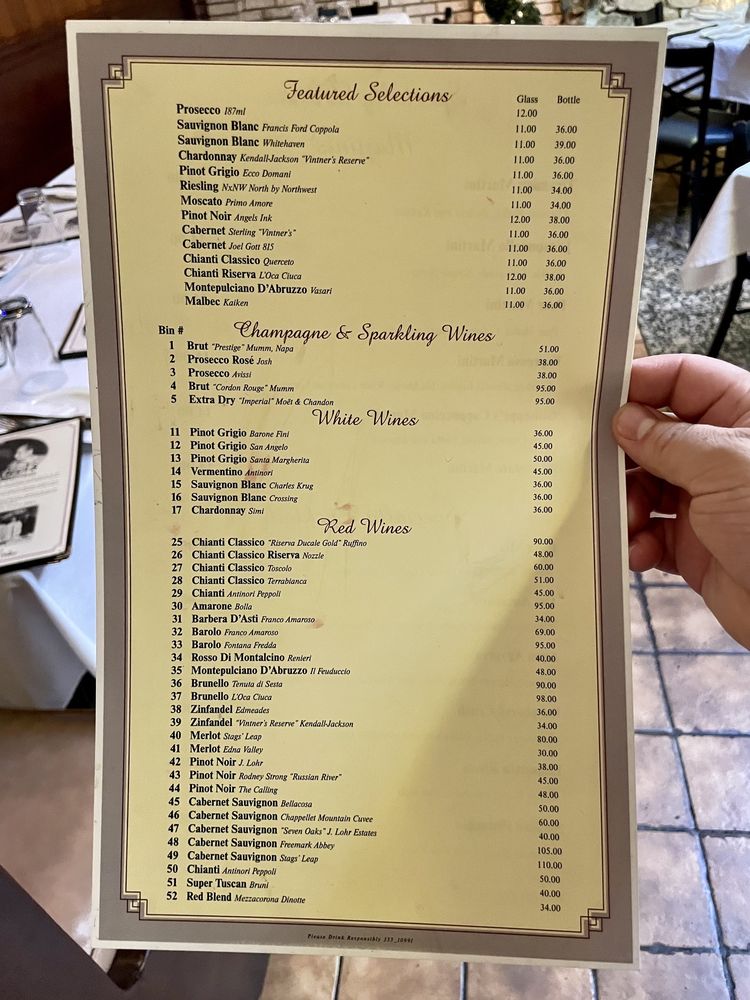 Featured Selections
Glass Bottle
Prosecco 187ml 12.00
Sauvignon Blanc Francis Ford Coppola 11.00 36.00
Sauvignon Blanc Whitehaven 11.00 39.00
Chardonnay Kendall-Jackson "Vintner's Reserve" 11.00 36.00
Pinot Grigio Ecco Domani 11.00 36.00
Riesling NxNW North by Northwest 11.00 34.00
Moscato Primo Amore 11.00 34.00
Pinot Noir Angels Ink 12.00 38.00
Cabernet Sterling "Vintner's" 11.00 36.00
Cabernet Joel Gott 815 11.00 36.00
Chianti Classico Querceto 11.00 36.00
Chianti Riserva L'Oca Ciuca 12.00 38.00
Montepulciano D'Abruzzo Vasari 11.00 36.00
Malbec Kaiken 11.00 36.00
Bin # Champagne & Sparkling Wines
1 Brut "Prestige" Mumm, Napa 51.00
2 Prosecco Rosé Josh 38.00
3 Prosecco Avissi 38.00
4 Brut "Cordon Rouge" Mumm 95.00
5 Extra Dry "Imperial" Moët & Chandon 95.00
White Wines
11 Pinot Grigio Barone Fini 36.00
12 Pinot Grigio San Angelo 45.00
13 Pinot Grigio Santa Margherita 50.00
14 Vermentino Antinori 45.00
15 Sauvignon Blanc Charles Krug 36.00
16 Sauvignon Blanc Crossing 36.00
17 Chardonnay Simi 36.00
Red Wines
25 Chianti Classico "Riserva Ducale Gold" Ruffino 90.00
26 Chianti Classico Riserva Nozzle 48.00
27 Chianti Classico Toscolo 60.00
28 Chianti Classico Terrabianca 51.00
29 Chianti Antinori Peppoli 45.00
30 Amarone Bolla 95.00
31 Barbera D'Asti Franco Amaroso 34.00
32 Barolo Franco Amaroso 69.00
33 Barolo Fontana Fredda 95.00
34 Rosso Di Montalcino Renieri 40.00
35 Montepulciano D'Abruzzo Il Feuduccio 48.00
36 Brunello Tenuta di Sesta 90.00
37 Brunello L'Oca Ciuca 98.00
38 Zinfandel Edmeades 36.00
39 Zinfandel "Vintner's Reserve" Kendall-Jackson 34.00
40 Merlot Stags' Leap 80.00
41 Merlot Edna Valley 30.00
42 Pinot Noir J. Lohr 38.00
43 Pinot Noir Rodney Strong "Russian River" 45.00
44 Pinot Noir The Calling 48.00
45 Cabernet Sauvignon Bellacosa 50.00
46 Cabernet Sauvignon Chappellet Mountain Cuvee 60.00
47 Cabernet Sauvignon "Seven Oaks" J. Lohr Estates 40.00
48 Cabernet Sauvignon Freemark Abbey 105.00
49 Cabernet Sauvignon Stags' Leap 110.00
50 Chianti Antinori Peppoli 50.00
51 Super Tuscan Bruni 40.00
52 Red Blend Mezzacorona Dinotte 34.00
Please Drink Responsibly